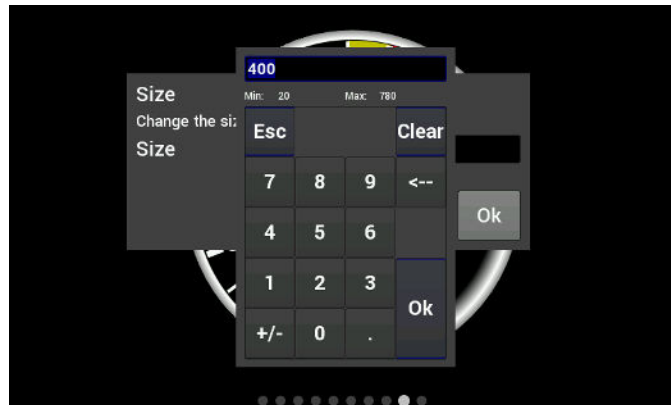 400
Min: 20 Max: 780
Size
Change the si
Size
Esc Clear
7 8 9 <--
4 5 6
1 2 3
+/- 0 .
Ok
Ok